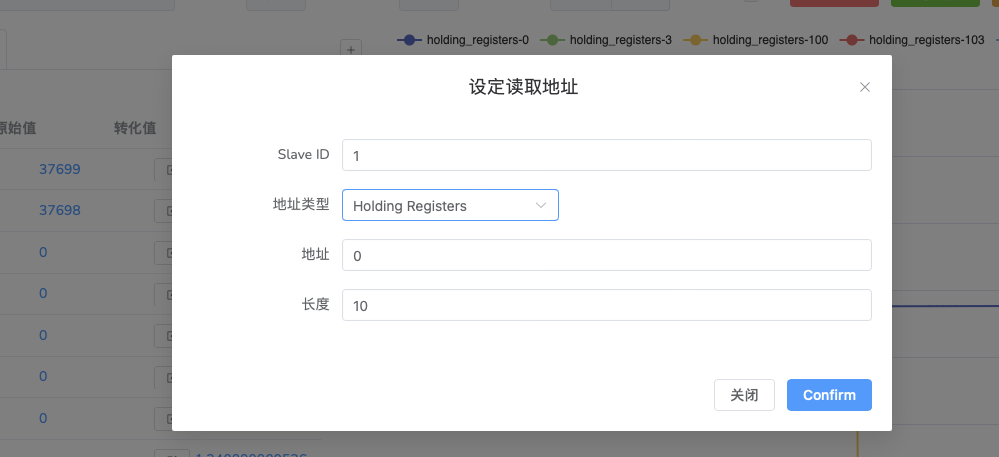 holding_registers-0 holding_registers-3 holding_registers-100 holding_registers-103
设定读取地址
原始值 转化值
Slave ID 1
37699
地址类型 Holding Registers
37698
地址 0
0
0
长度 10
0
0
关闭 Confirm
0